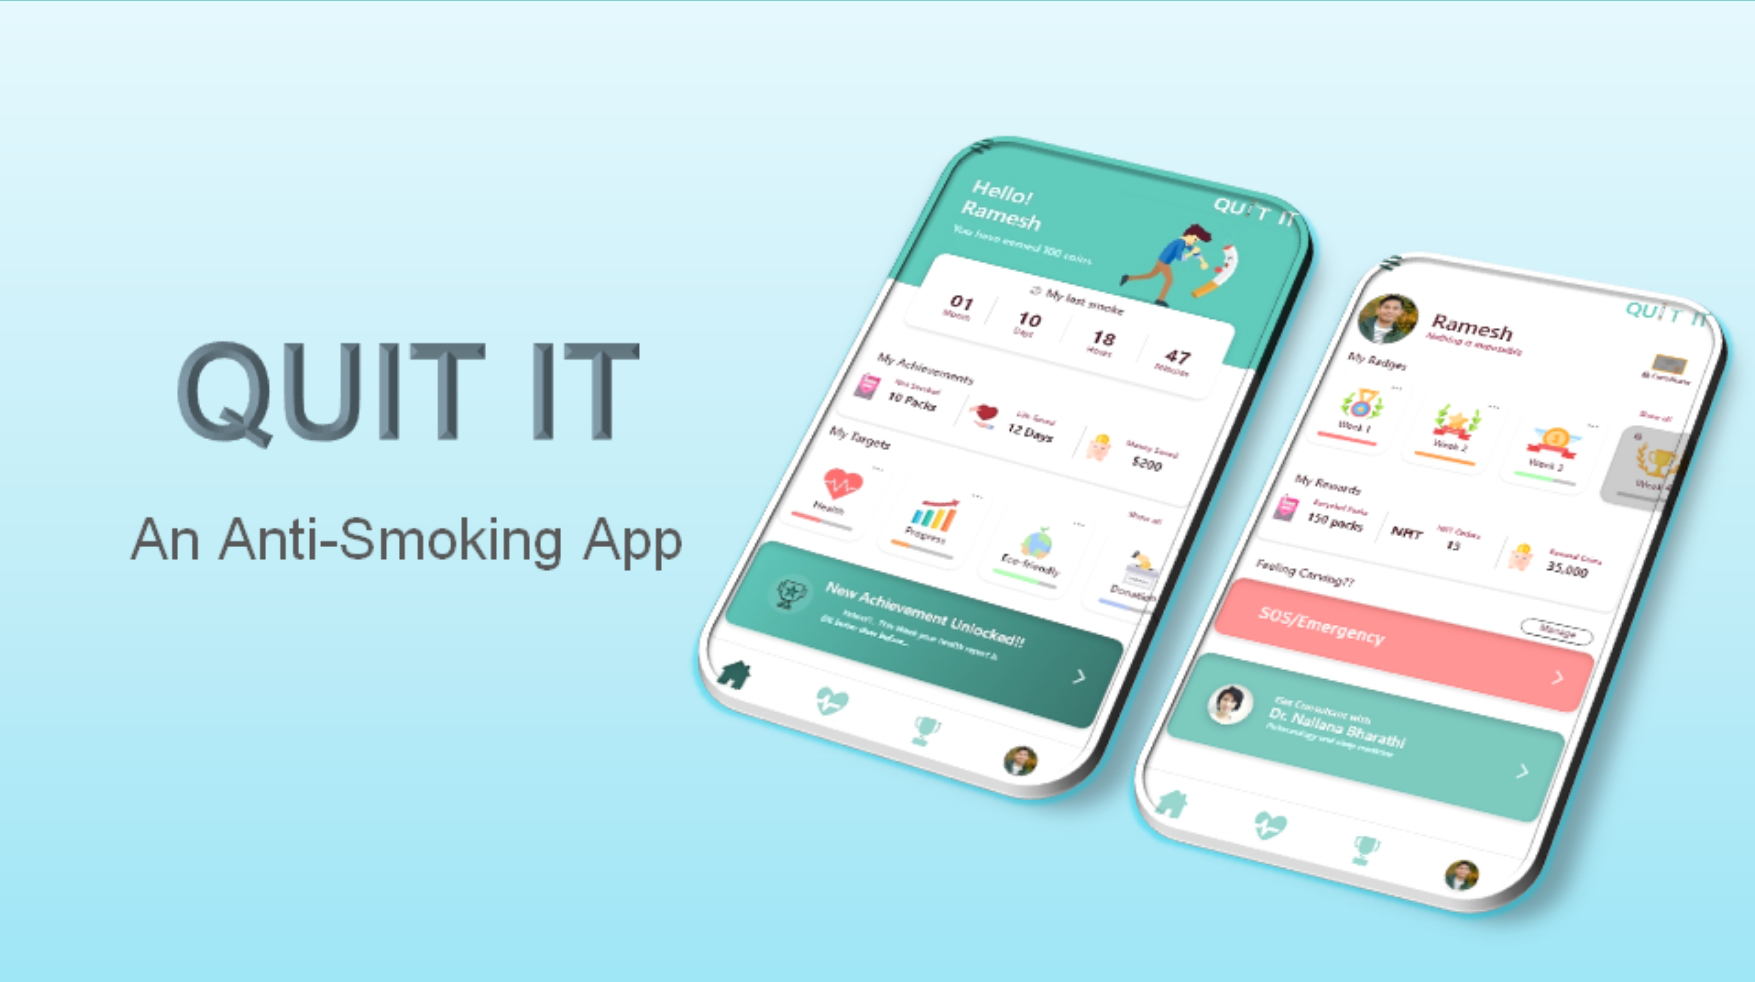 QUIT IT
An Anti-Smoking App
Hello!
Ramesh
You have earned 100 coins
QUIT IT
My last smoke
01
Month
10
Days
18
Hours
47
Minutes
My Achievements
Not Smoked
10 Packs
Life Saved
12 Days
Money Saved
$200
My Targets
Show all
Health
Progress
Eco-friendly
Donation
New Achievement Unlocked!!
This week your health report is
better than before...
QUIT IT
Ramesh
Nothing is impossible
My Badges
Show all
Week 1
Week 2
Week 3
Week 4
My Rewards
Recycled Packs
150 packs
NRT
NRT Orders
15
Earned Coins
35,000
Feeling Carving??
Manage
SOS/Emergency
Get Consultant with
Dr. Nallana Bharathi
Pulmonology and sleep medicine